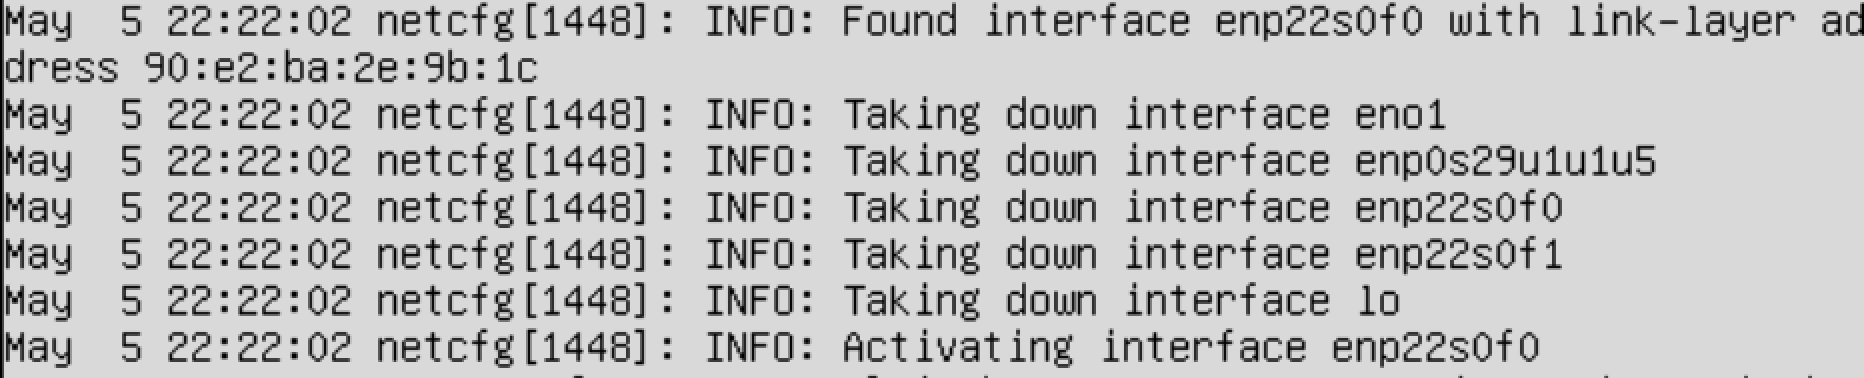 May  5 22:22:02 netcfg[1448]: INFO: Found interface enp22s0f0 with link-layer ad
dress 90:e2:ba:2e:9b:1c
May  5 22:22:02 netcfg[1448]: INFO: Taking down interface eno1
May  5 22:22:02 netcfg[1448]: INFO: Taking down interface enp0s29u1u1u5
May  5 22:22:02 netcfg[1448]: INFO: Taking down interface enp22s0f0
May  5 22:22:02 netcfg[1448]: INFO: Taking down interface enp22s0f1
May  5 22:22:02 netcfg[1448]: INFO: Taking down interface lo
May  5 22:22:02 netcfg[1448]: INFO: Activating interface enp22s0f0